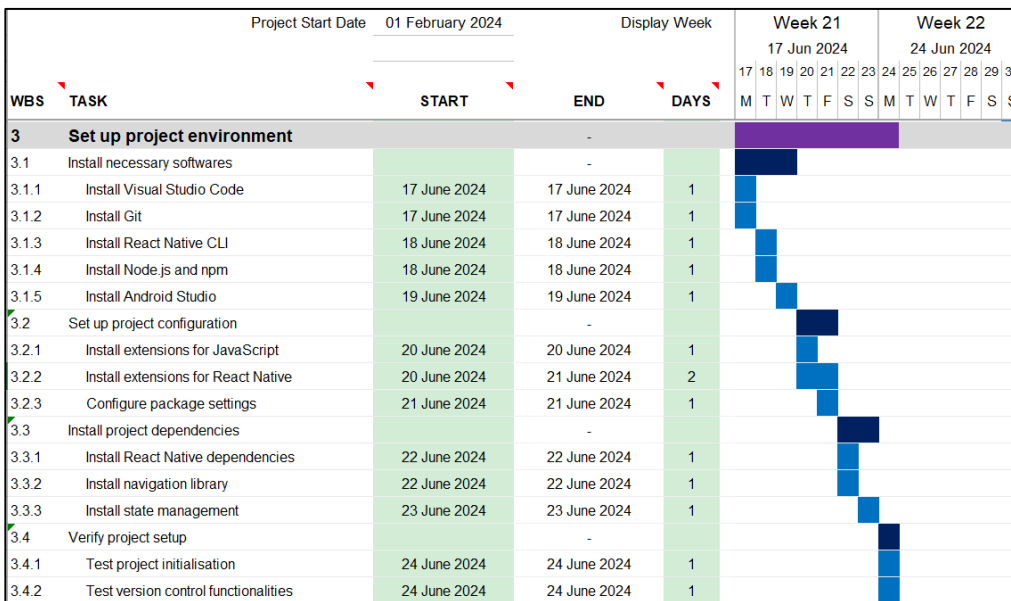 Project Start Date 01 February 2024 Display Week Week 21 Week 22
17 Jun 2024 24 Jun 2024
17 18 19 20 21 22 23 24 25 26 27 28 29
WBS TASK START END DAYS M T W T F S S M T W T F S S
3 Set up project environment -
3.1 Install necessary softwares -
3.1.1 Install Visual Studio Code 17 June 2024 17 June 2024 1
3.1.2 Install Git 17 June 2024 17 June 2024 1
3.1.3 Install React Native CLI 18 June 2024 18 June 2024 1
3.1.4 Install Node.js and npm 18 June 2024 18 June 2024 1
3.1.5 Install Android Studio 19 June 2024 19 June 2024 1
3.2 Set up project configuration -
3.2.1 Install extensions for JavaScript 20 June 2024 20 June 2024 1
3.2.2 Install extensions for React Native 20 June 2024 21 June 2024 2
3.2.3 Configure package settings 21 June 2024 21 June 2024 1
3.3 Install project dependencies -
3.3.1 Install React Native dependencies 22 June 2024 22 June 2024 1
3.3.2 Install navigation library 22 June 2024 22 June 2024 1
3.3.3 Install state management 23 June 2024 23 June 2024 1
3.4 Verify project setup -
3.4.1 Test project initialisation 24 June 2024 24 June 2024 1
3.4.2 Test version control functionalities 24 June 2024 24 June 2024 1